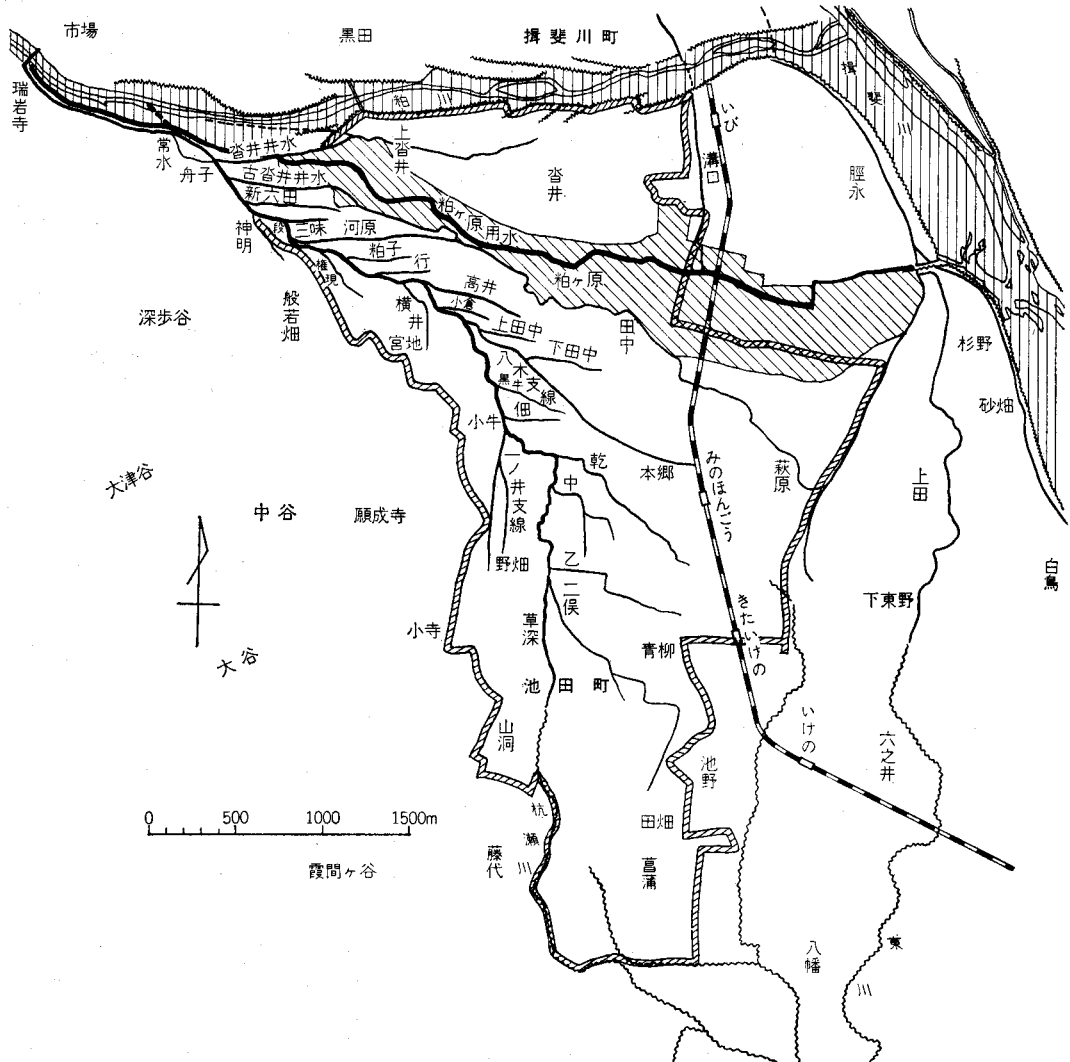 市場
黒田
揖斐川町
瑞岩寺
粕川
揖斐川
いび
溝口
脛永
常水
舟子
沓井井水
上沓井
沓井
古沓井井水
新六田
粕ヶ原用水
神明
段
三味
河原
粕子
行
権現
粕ヶ原
高井
深歩谷
般若畑
横井
小倉
宮地
上田中
下田中
田中
杉野
砂畑
八木支線
黒牛
佃
小牛
一ノ井支線
乾
本郷
みのほんごう
萩原
上田
大津谷
中谷
願成寺
中
野畑
乙
二俣
白鳥
下東野
小寺
草深
青柳
きたいけの
大谷
池田町
山洞
池野
いけの
六之井
0 500 1000 1500m
杭瀬川
藤代
田畑
霞間ヶ谷
菖蒲
八幡
東川